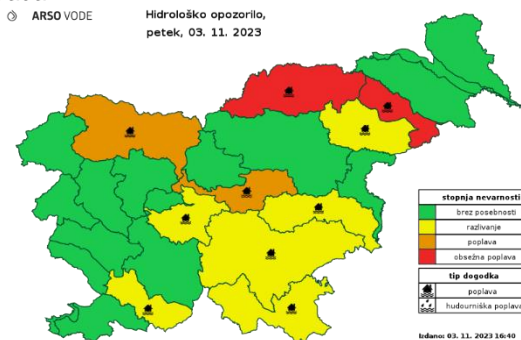 ARSO VODE
Hidrološko opozorilo,
petek, 03. 11. 2023
stopnja nevarnosti
brez posebnosti
razlivanje
poplava
obsežna poplava
tip dogodka
poplava
hudourniška poplava
Izdano: 03. 11. 2023 16:40